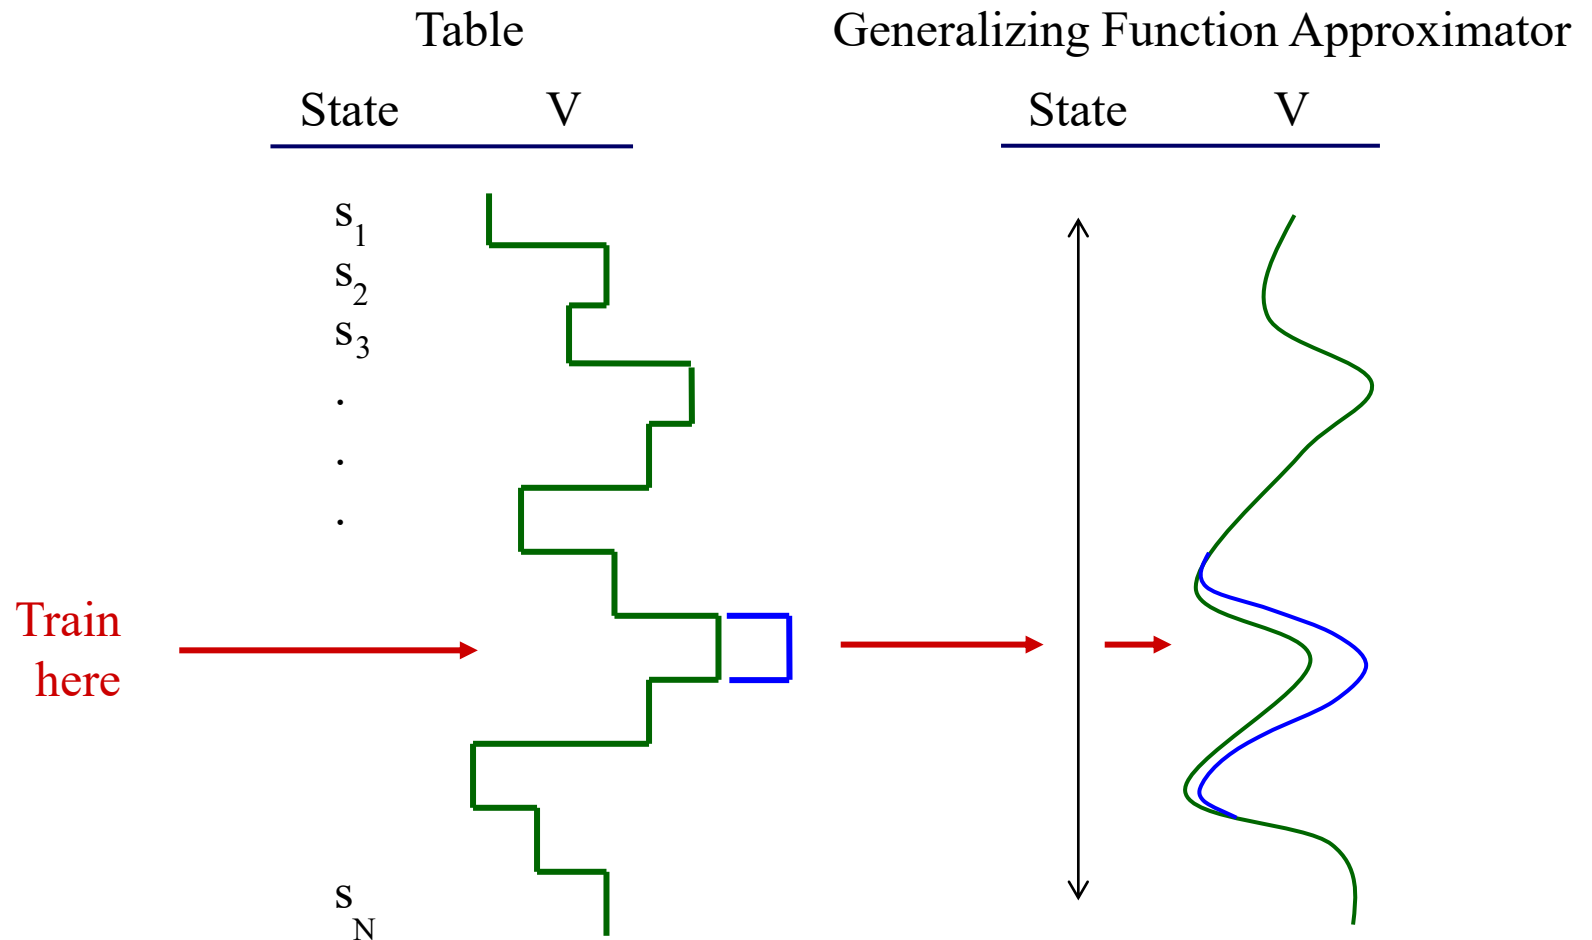 Table
Generalizing Function Approximator
State V
State V
s1
s2
s3
.
.
.
Train
here
sN